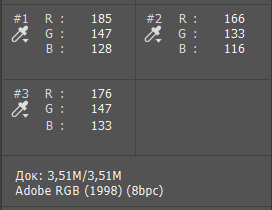 #1 R : 185 #2 R : 166
G : 147 G : 133
B : 128 B : 116
#3 R : 176
G : 147
B : 133
Док: 3,51M/3,51M
Adobe RGB (1998) (8bpc)